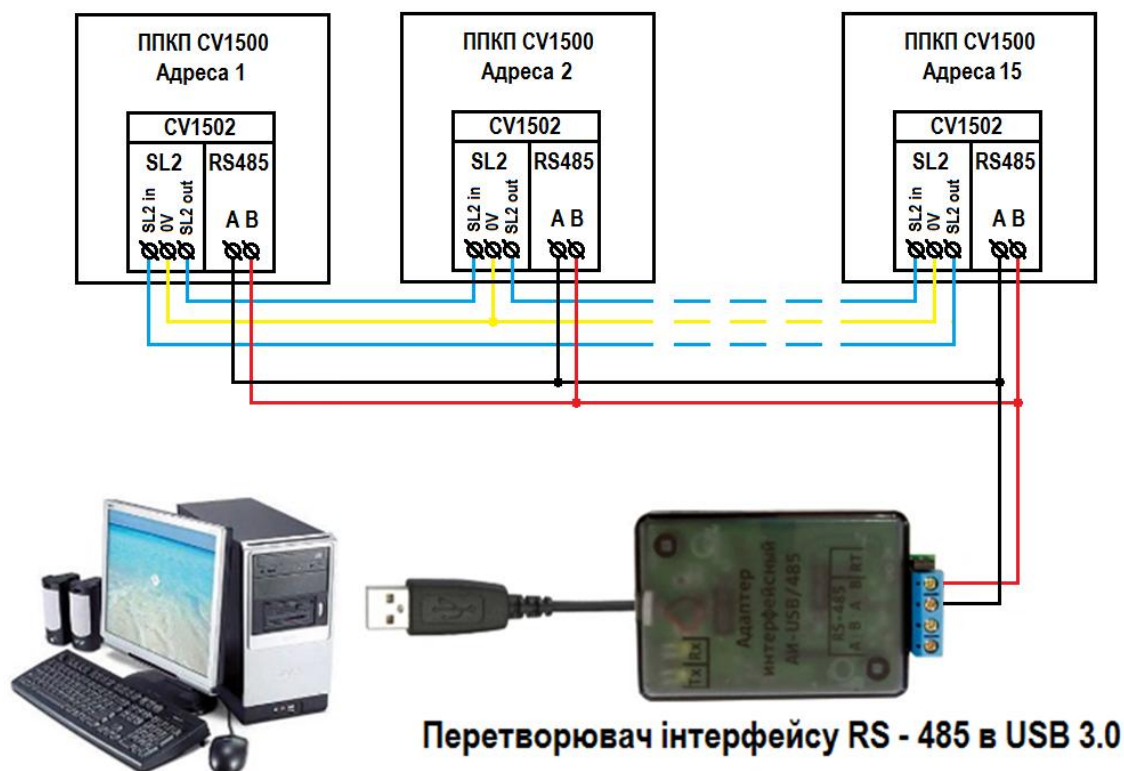 ППКП CV1500
Адреса 1
CV1502
SL2
RS485
SL2 in
0V
SL2 out
A B
ППКП CV1500
Адреса 2
CV1502
SL2
RS485
SL2 in
0V
SL2 out
A B
ППКП CV1500
Адреса 15
CV1502
SL2
RS485
SL2 in
0V
SL2 out
A B
Tx Rx
Адаптер
интерфейсный
АИ-USB/485
RS-485
A B A B RT
Перетворювач інтерфейсу RS - 485 в USB 3.0